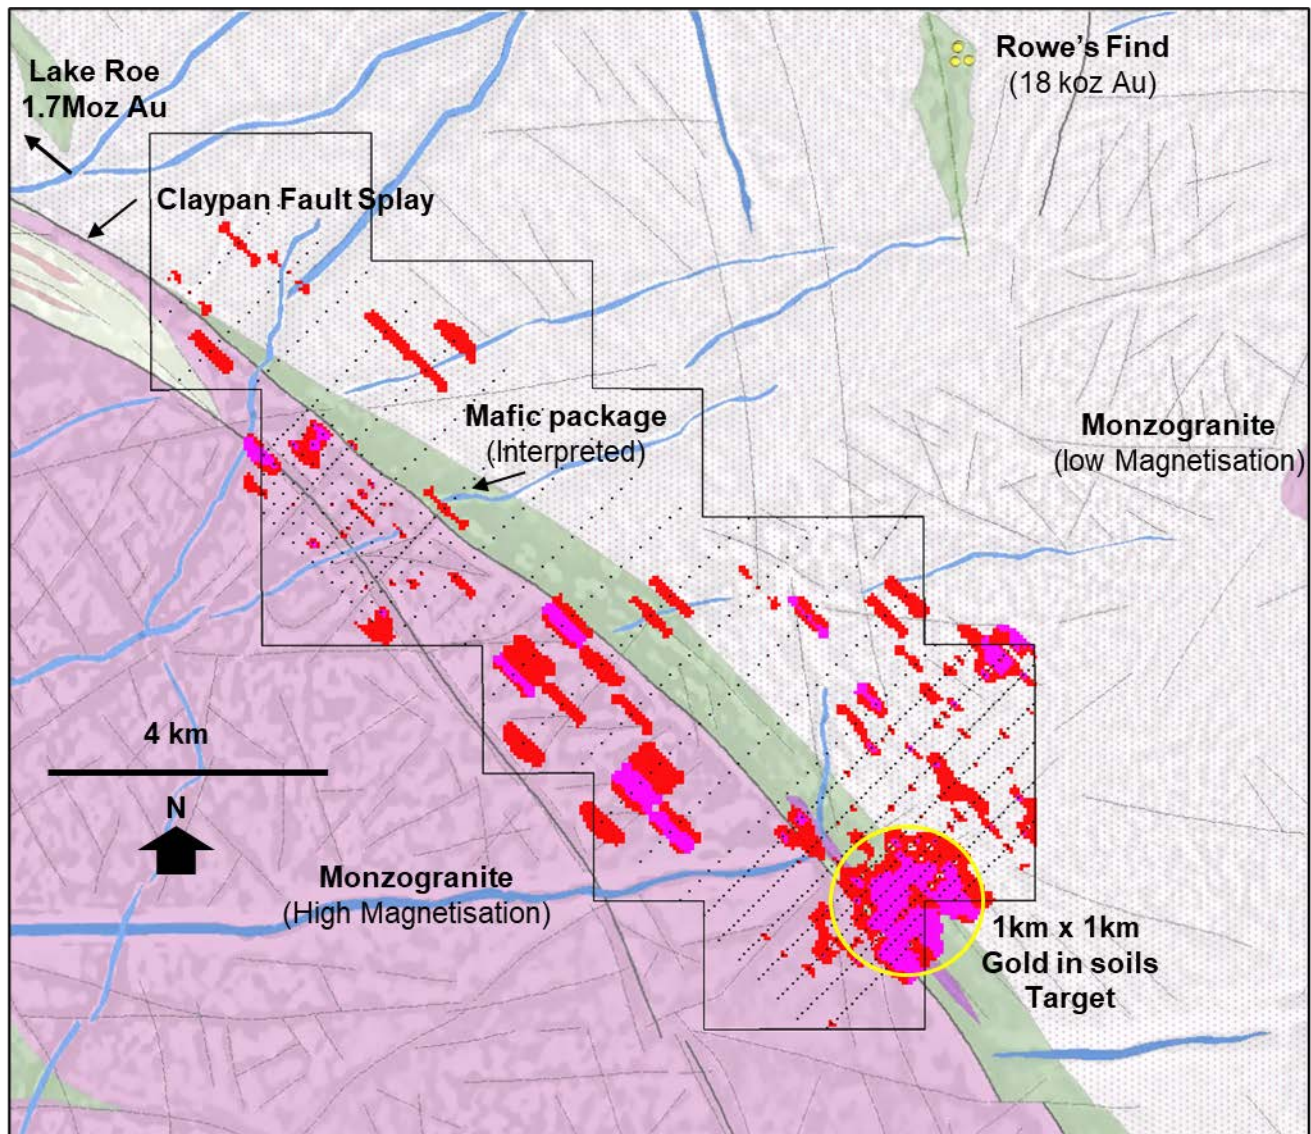 Lake Roe
1.7Moz Au
Rowe's Find
(18 koz Au)
Claypan Fault Splay
Mafic package
(Interpreted)
Monzogranite
(low Magnetisation)
4 km
N
Monzogranite
(High Magnetisation)
1km x 1km
Gold in soils
Target